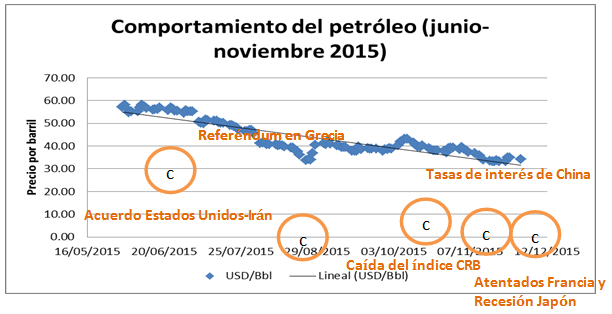 Comportamiento del petróleo (junio-
noviembre 2015)
Precio por barril
70.00
60.00
50.00
40.00
30.00
20.00
10.00
0.00
16/05/2015 20/06/2015 25/07/2015 29/08/2015 03/10/2015 07/11/2015 12/12/2015
Referéndum en Grecia
Tasas de interés de China
Acuerdo Estados Unidos-Irán
Caída del índice CRB
Atentados Francia y
Recesión Japón
C
C
C
C
C
USD/Bbl Lineal (USD/Bbl)